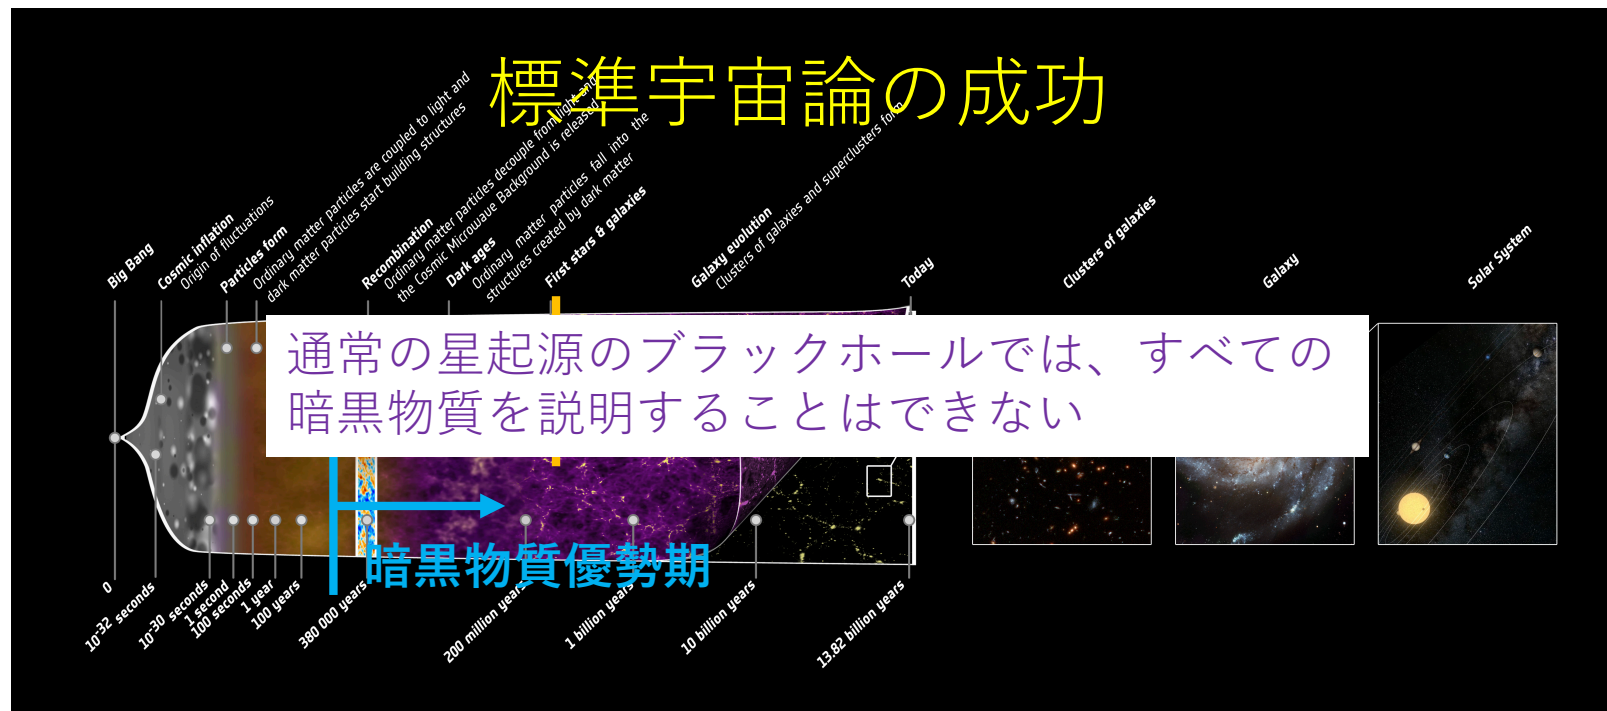 標準宇宙論の成功
Big Bang
Cosmic inflation
Origin of fluctuations
Particles form
Ordinary matter particles are coupled to light and
dark matter particles start building structures
Recombination
Ordinary matter particles decouple from light and
the Cosmic Microwave Background is released
Dark ages
Ordinary matter particles fall into the
structures created by dark matter
First stars & galaxies
Galaxy evolution
Clusters of galaxies and superclusters form
Today
Clusters of galaxies
Galaxy
Solar System
通常の星起源のブラックホールでは、すべての
暗黒物質を説明することはできない
暗黒物質優勢期
0
10-32 seconds
10-30 seconds
1 second
100 seconds
1 year
100 years
380 000 years
200 million years
1 billion years
10 billion years
13.82 billion years